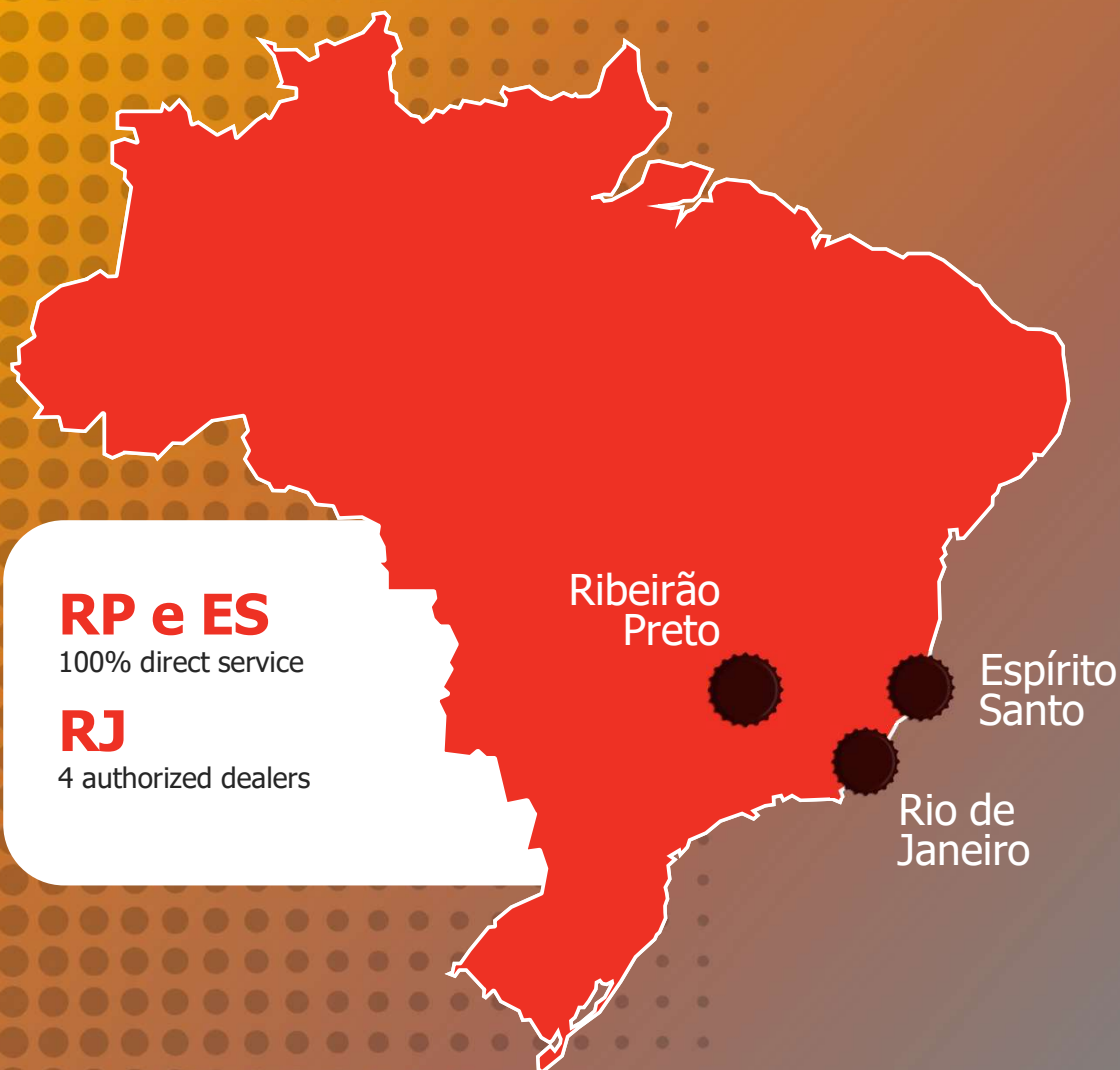 Ribeirão
Preto
Espírito
Santo
Rio de
Janeiro
RP e ES
100% direct service
RJ
4 authorized dealers